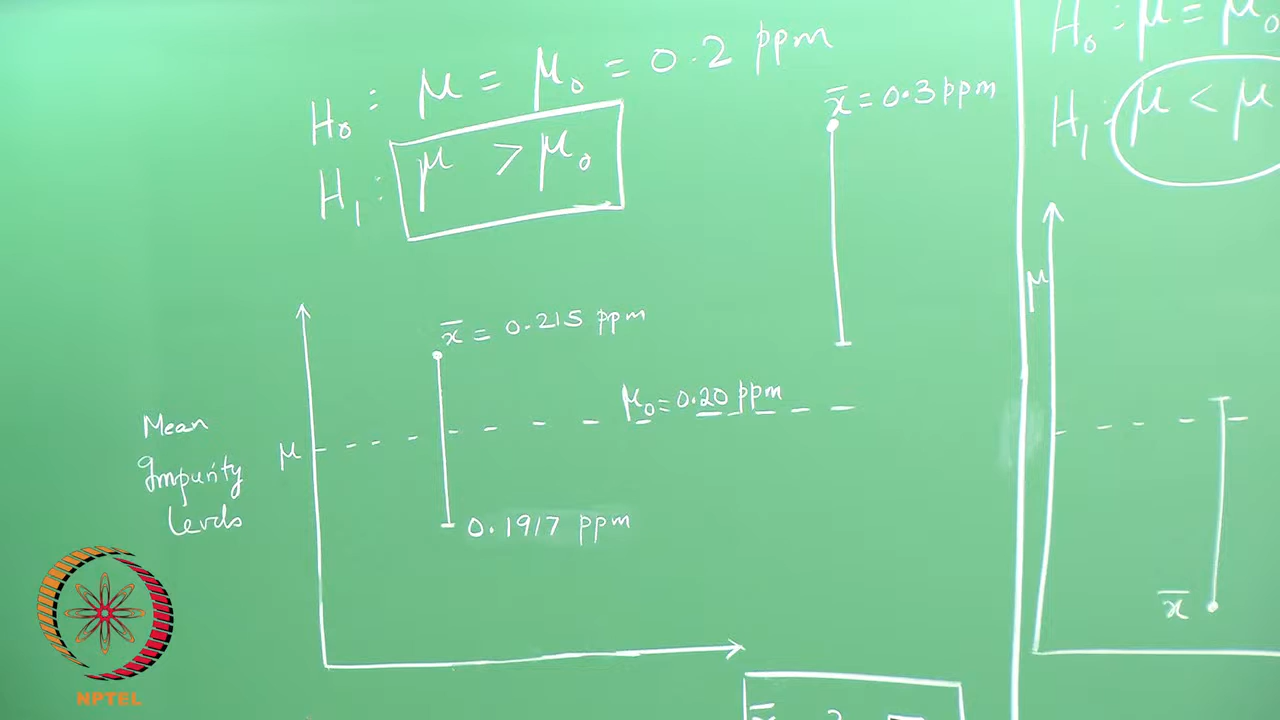 H₀ : μ = μ₀ = 0.2 ppm
H₁ : μ > μ₀
x̄ = 0.3 ppm
x̄ = 0.215 ppm
μ₀ = 0.20 ppm
Mean
Impurity
levels
μ
0.1917 ppm
NPTEL
H₀ : μ = μ₀
H₁ : μ < μ
μ
x̄